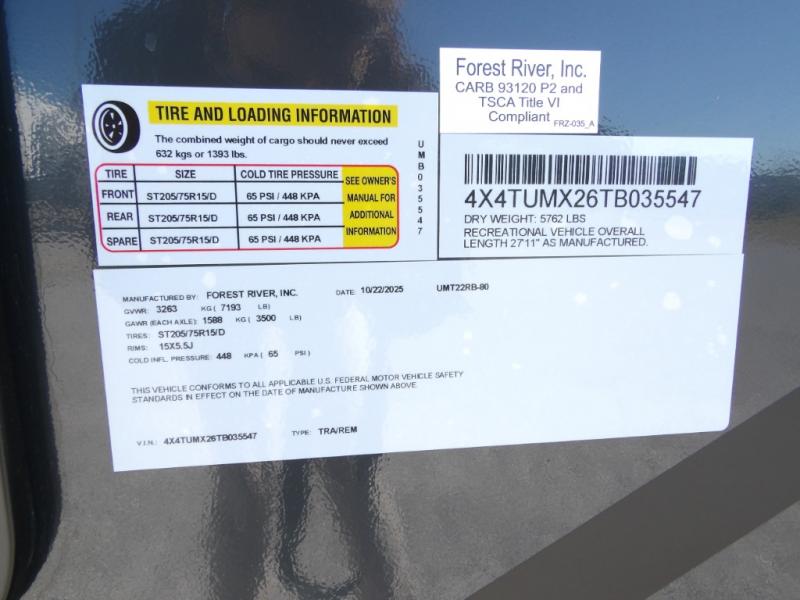 Forest River, Inc.
CARB 93120 P2 and
TSCA Title VI
Compliant
FRZ-035_A
TIRE AND LOADING INFORMATION
The combined weight of cargo should never exceed
632 kgs or 1393 lbs.
TIRE SIZE COLD TIRE PRESSURE
FRONT ST205/75R15/D 65 PSI / 448 KPA
REAR ST205/75R15/D 65 PSI / 448 KPA
SPARE ST205/75R15/D 65 PSI / 448 KPA
SEE OWNER'S
MANUAL FOR
ADDITIONAL
INFORMATION
UMB035547
4X4TUMX26TB035547
DRY WEIGHT: 5762 LBS
RECREATIONAL VEHICLE OVERALL
LENGTH 27'11" AS MANUFACTURED.
MANUFACTURED BY: FOREST RIVER, INC. DATE: 10/22/2025 UMT22RB-80
GVWR: 3263 KG ( 7193 LB)
GAWR (EACH AXLE): 1588 KG ( 3500 LB)
TIRES: ST205/75R15/D
RIMS: 15X5.5J
COLD INFL. PRESSURE: 448 KPA ( 65 PSI)
THIS VEHICLE CONFORMS TO ALL APPLICABLE U.S. FEDERAL MOTOR VEHICLE SAFETY
STANDARDS IN EFFECT ON THE DATE OF MANUFACTURE SHOWN ABOVE.
V.I.N.: 4X4TUMX26TB035547 TYPE: TRA/REM